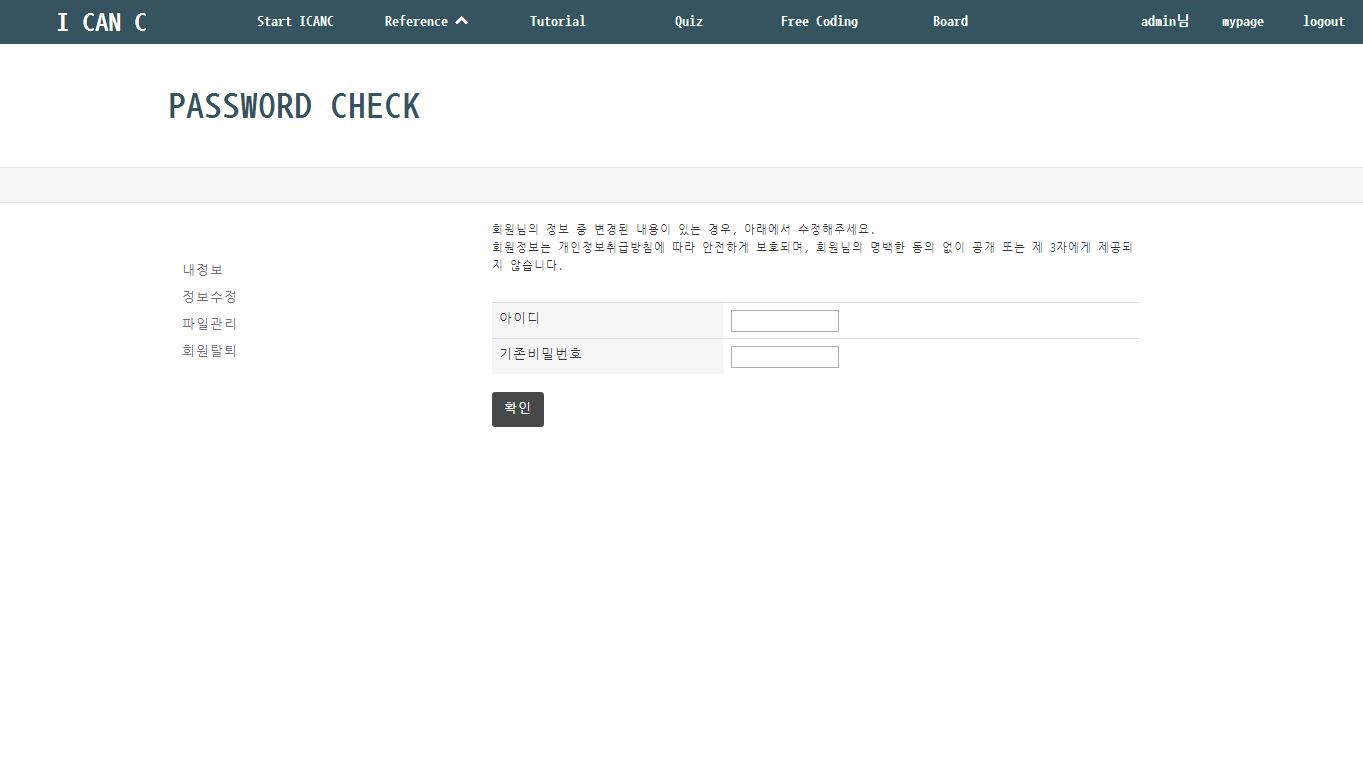 I CAN C Start ICANC Reference Tutorial Quiz Free Coding Board admin님 mypage logout
PASSWORD CHECK
회원님의 정보 중 변경된 내용이 있는 경우, 아래에서 수정해주세요.
회원정보는 개인정보취급방침에 따라 안전하게 보호되며, 회원님의 명백한 동의 없이 공개 또는 제 3자에게 제공되
지 않습니다.
내정보
정보수정
파일관리
회원탈퇴
아이디
기존비밀번호
확인